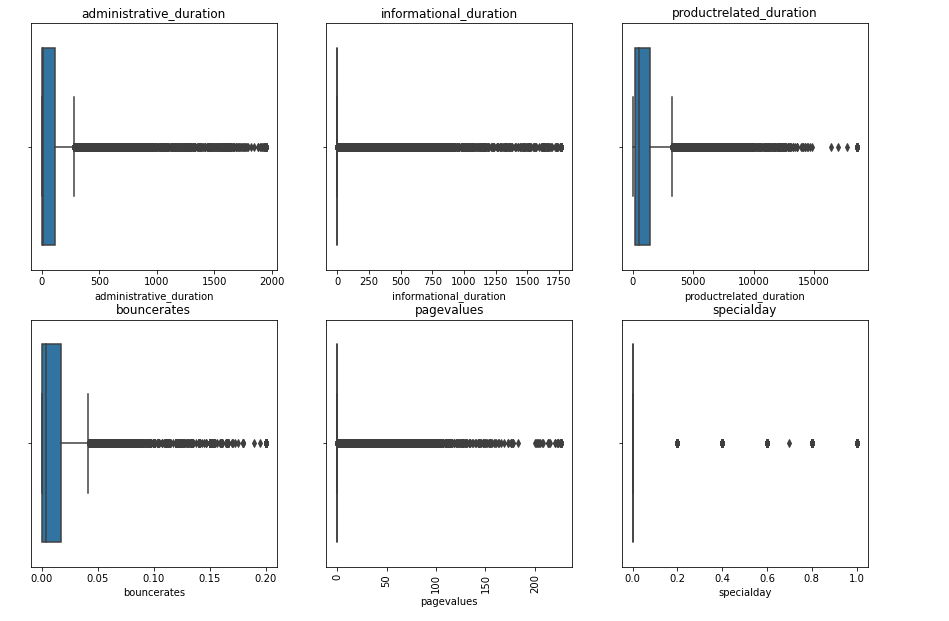 administrative_duration
informational_duration
productrelated_duration
0 500 1000 1500 2000
0 250 500 750 1000 1250 1500 1750
0 5000 10000 15000
administrative_duration
informational_duration
productrelated_duration
bouncerates
pagevalues
specialday
0.00 0.05 0.10 0.15 0.20
0 50 100 150 200
0.0 0.2 0.4 0.6 0.8 1.0
bouncerates
pagevalues
specialday